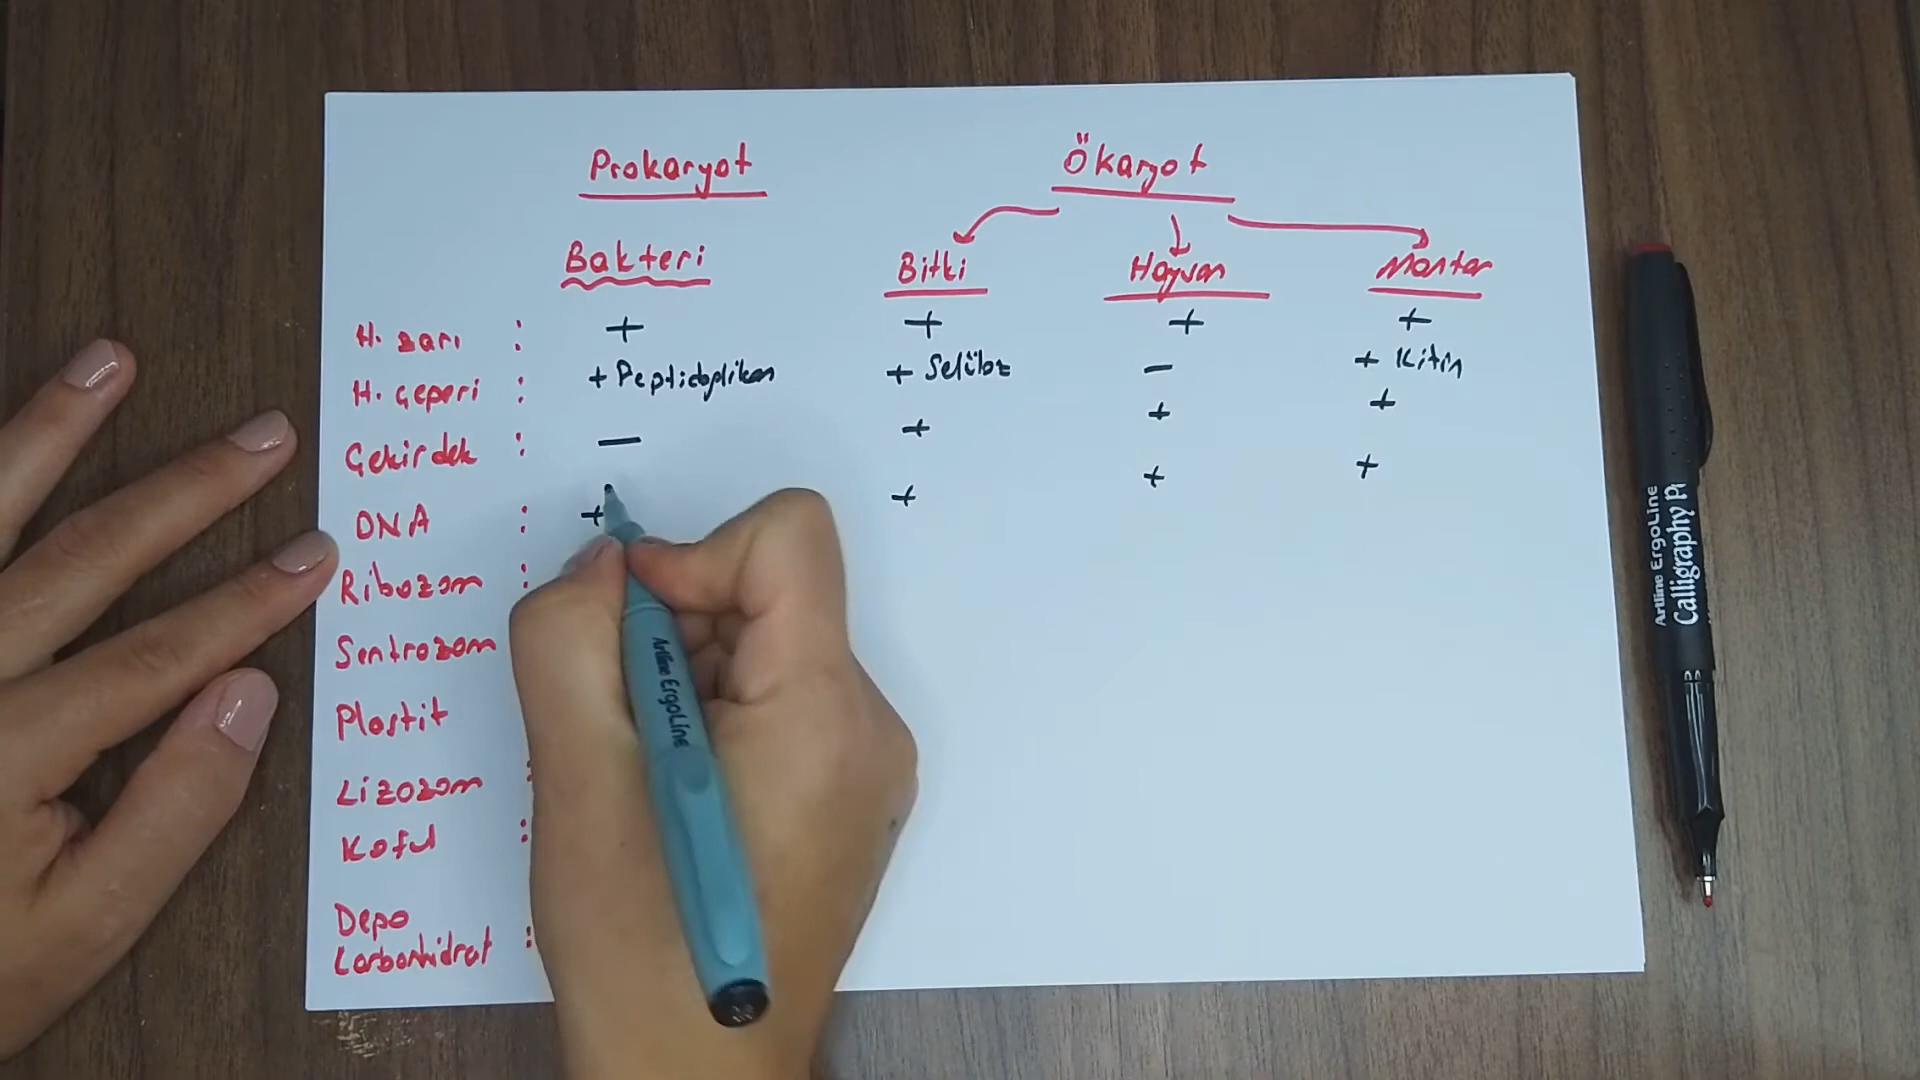 Prokaryot Ökaryot
Bakteri Bitki Hayvan Mantar
H. zarı : + + + +
H. Çeperi : + Peptidoglikan + Selüloz - + Kitin
Çekirdek : - + + +
DNA : + + + +
Ribozom :
Sentrozom
Plastit
Lizozom :
Koful :
Depo
karbonhidrat :
Artline ErgoLine
Artline ErgoLine
Calligraphy Pen